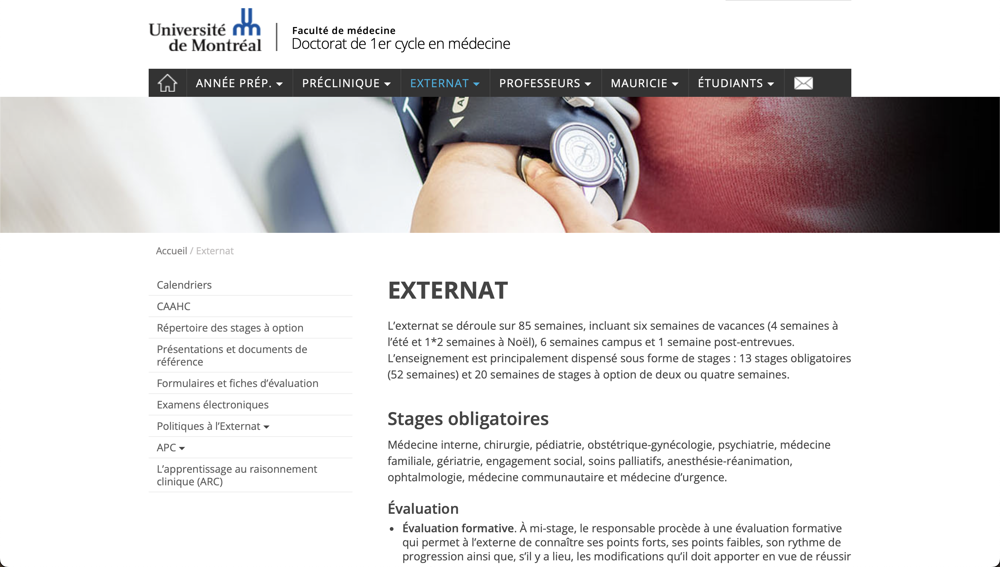 Université
de Montréal
Faculté de médecine
Doctorat de 1er cycle en médecine
ANNÉE PRÉP.
PRÉCLINIQUE
EXTERNAT
PROFESSEURS
MAURICIE
ÉTUDIANTS
Accueil / Externat
Calendriers
CAAHC
Répertoire des stages à option
Présentations et documents de
référence
Formulaires et fiches d’évaluation
Examens électroniques
Politiques à l’Externat
APC
L’apprentissage au raisonnement
clinique (ARC)
EXTERNAT
L’externat se déroule sur 85 semaines, incluant six semaines de vacances (4 semaines à
l’été et 1*2 semaines à Noël), 6 semaines campus et 1 semaine post-entrevues.
L’enseignement est principalement dispensé sous forme de stages : 13 stages obligatoires
(52 semaines) et 20 semaines de stages à option de deux ou quatre semaines.
Stages obligatoires
Médecine interne, chirurgie, pédiatrie, obstétrique-gynécologie, psychiatrie, médecine
familiale, gériatrie, engagement social, soins palliatifs, anesthésie-réanimation,
ophtalmologie, médecine communautaire et médecine d’urgence.
Évaluation
• Évaluation formative. À mi-stage, le responsable procède à une évaluation formative
qui permet à l’externe de connaître ses points forts, ses points faibles, son rythme de
progression ainsi que, s’il y a lieu, les modifications qu’il doit apporter en vue de réussir